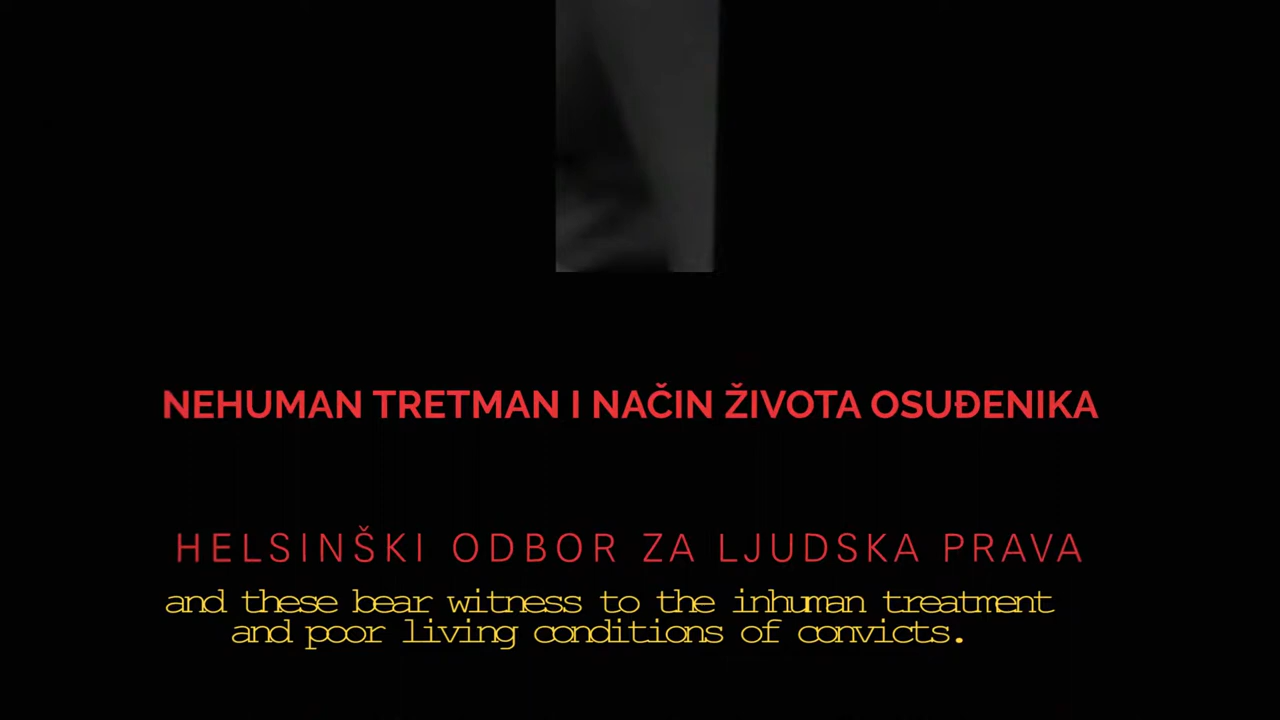 NEHUMAN TRETMAN I NAČIN ŽIVOTA OSUĐENIKA
HELSINŠKI ODBOR ZA LJUDSKA PRAVA
and these bear witness to the inhuman treatment
and poor living conditions of convicts.